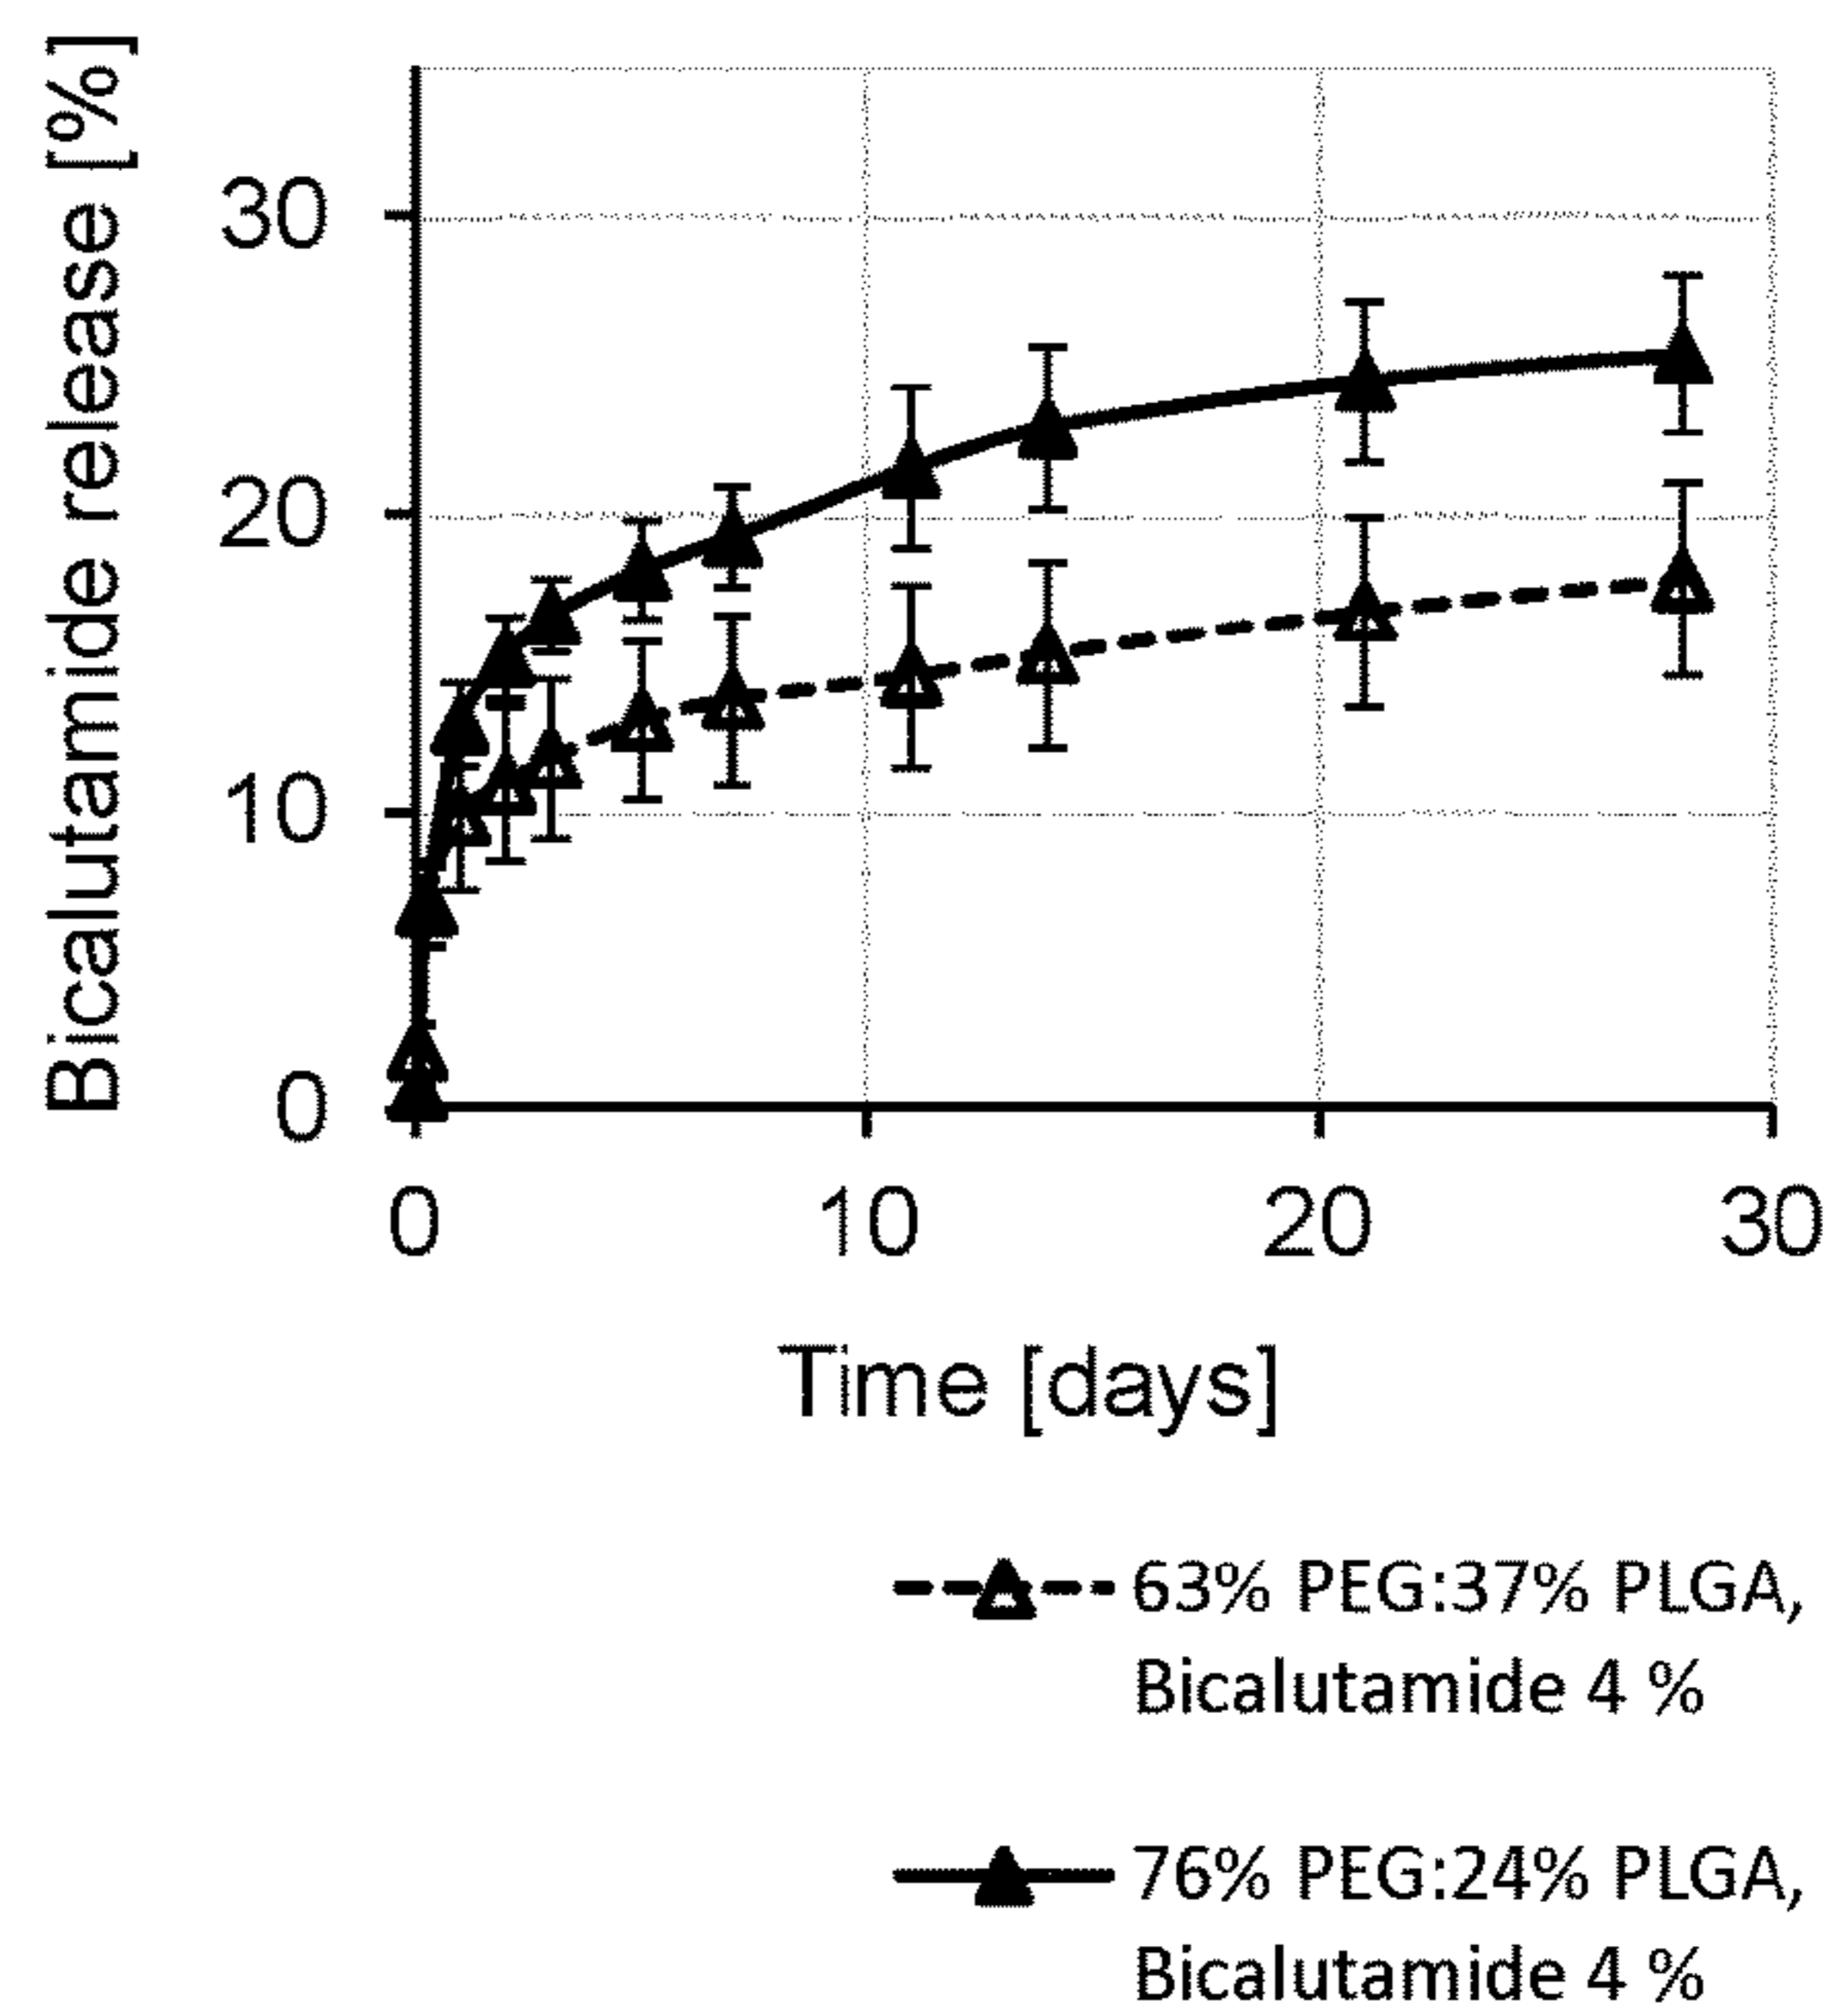 Bicalutamide release [%]
30
20
10
0
0 10 20 30
Time [days]
63% PEG:37% PLGA,
Bicalutamide 4 %
76% PEG:24% PLGA,
Bicalutamide 4 %